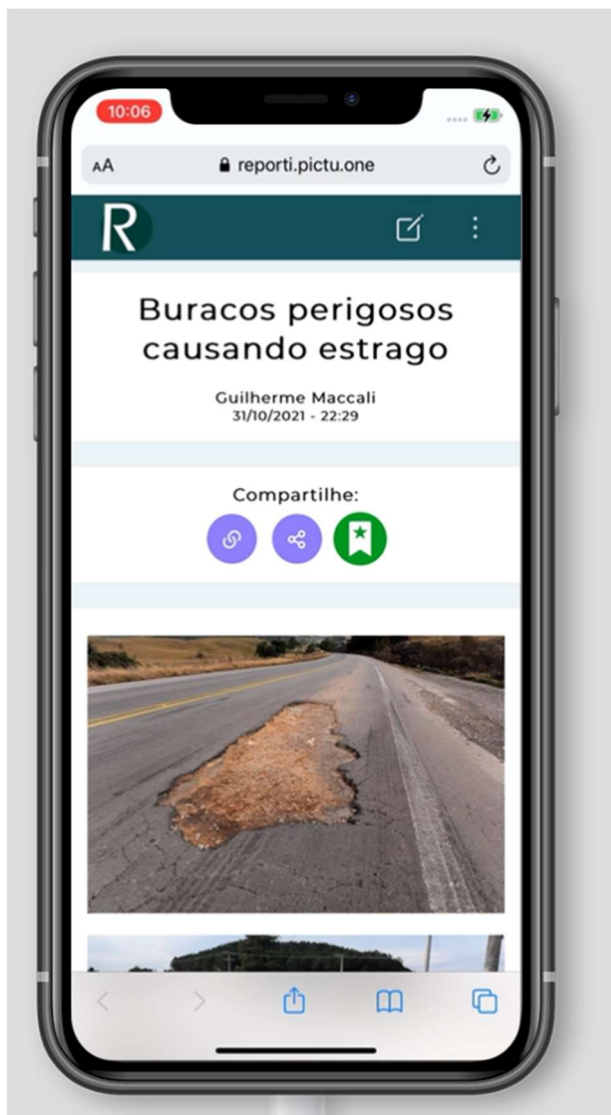 10:06
AA reporti.pictu.one
R
Buracos perigosos
causando estrago
Guilherme Maccali
31/10/2021 - 22:29
Compartilhe: